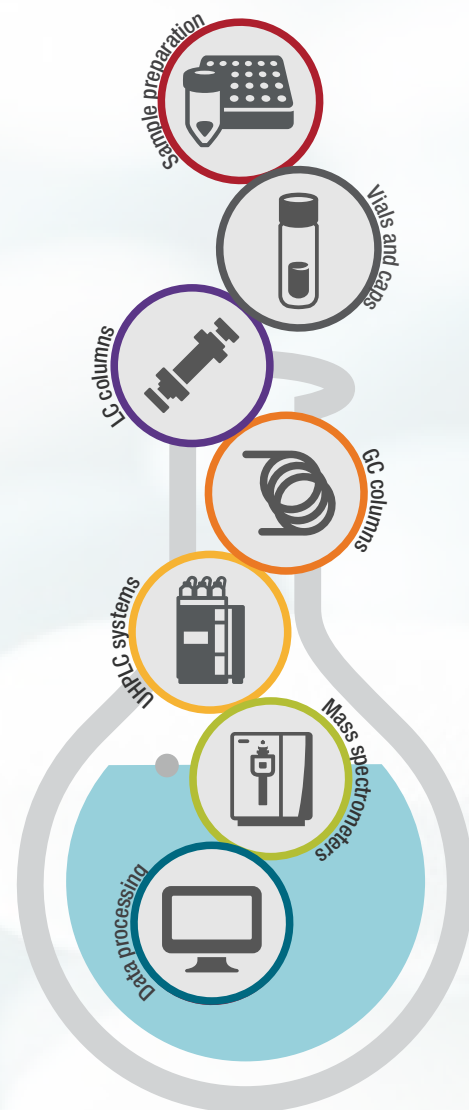 Sample preparation
Vials and caps
LC columns
GC columns
UHPLC systems
Mass spectrometers
Data processing